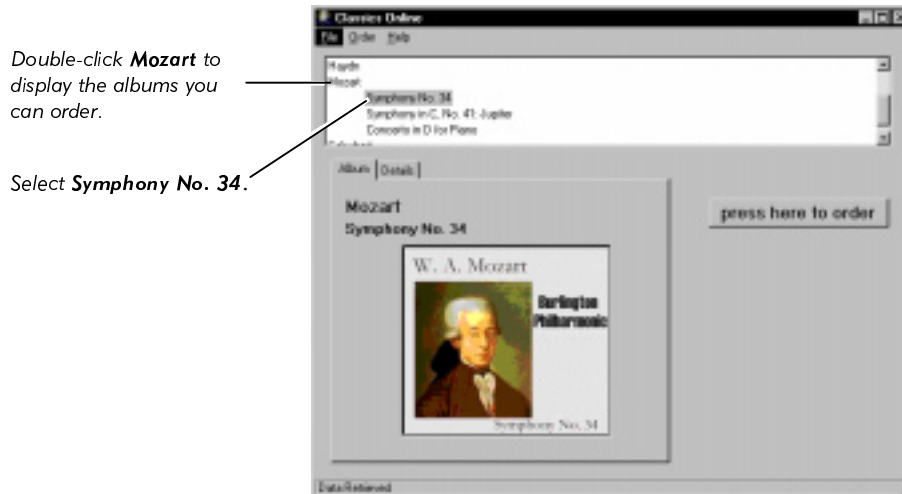 Double-click Mozart to
display the albums you
can order.
Select Symphony No. 34.
Classics Online
File Order Help
Haydn
Mozart
Symphony No. 34
Symphony in C, No. 41: Jupiter
Concerto in D for Piano
Album Details
Mozart
Symphony No. 34
press here to order
W. A. Mozart
Burlington
Philharmonic
Symphony No. 34
Data Retrieved